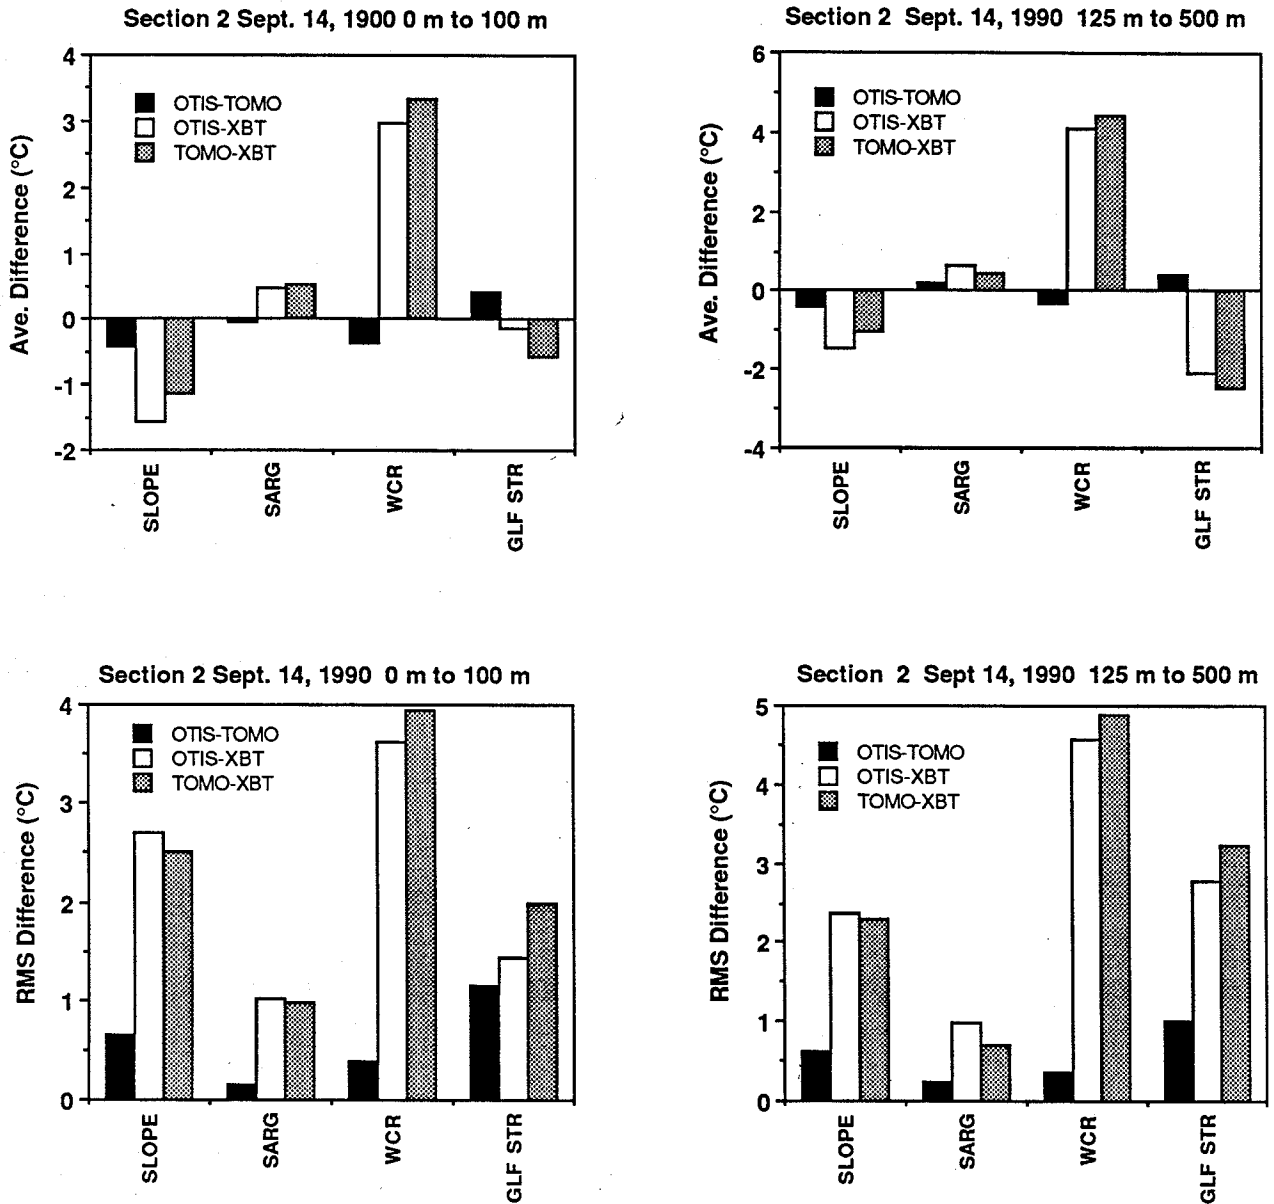 Section 2 Sept. 14, 1900 0 m to 100 m
Ave. Difference (°C)
4
3
2
1
0
-1
-2
OTIS-TOMO
OTIS-XBT
TOMO-XBT
SLOPE
SARG
WCR
GLF STR
Section 2 Sept. 14, 1990 125 m to 500 m
Ave. Difference (°C)
6
4
2
0
-2
-4
OTIS-TOMO
OTIS-XBT
TOMO-XBT
SLOPE
SARG
WCR
GLF STR
Section 2 Sept. 14, 1990 0 m to 100 m
RMS Difference (°C)
4
3
2
1
0
OTIS-TOMO
OTIS-XBT
TOMO-XBT
SLOPE
SARG
WCR
GLF STR
Section 2 Sept 14, 1990 125 m to 500 m
RMS Difference (°C)
5
4
3
2
1
0
OTIS-TOMO
OTIS-XBT
TOMO-XBT
SLOPE
SARG
WCR
GLF STR